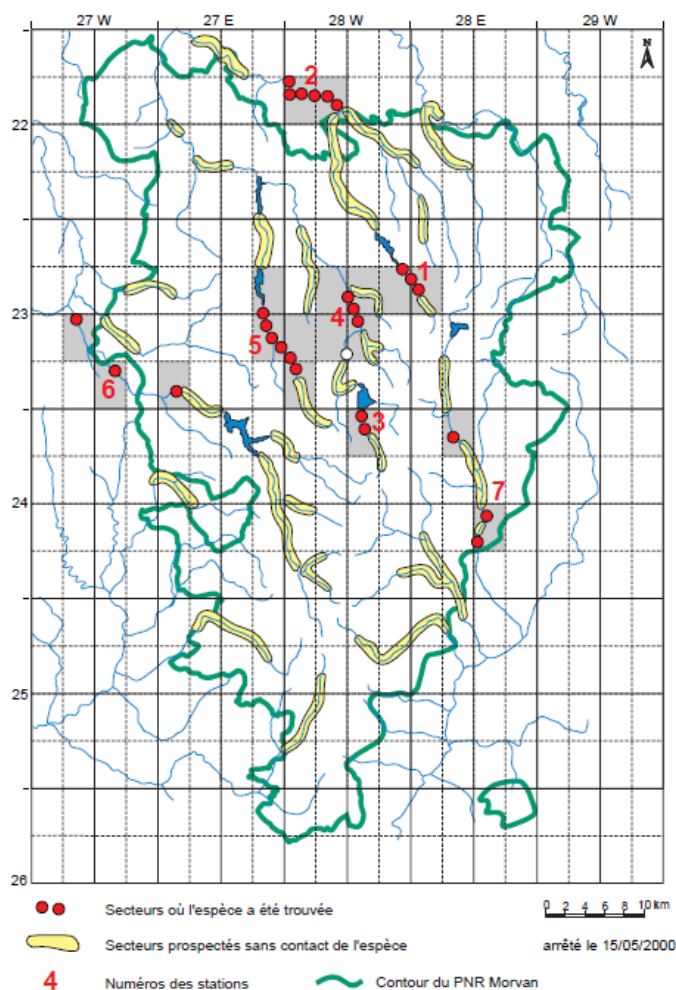 27 W 27 E 28 W 28 E 29 W
N
2
22
1
23
4
5
6
3
24
7
25
26
Secteurs où l'espèce a été trouvée
0 2 4 6 8 10 km
Secteurs prospectés sans contact de l'espèce
arrêté le 15/05/2000
4 Numéros des stations
Contour du PNR Morvan